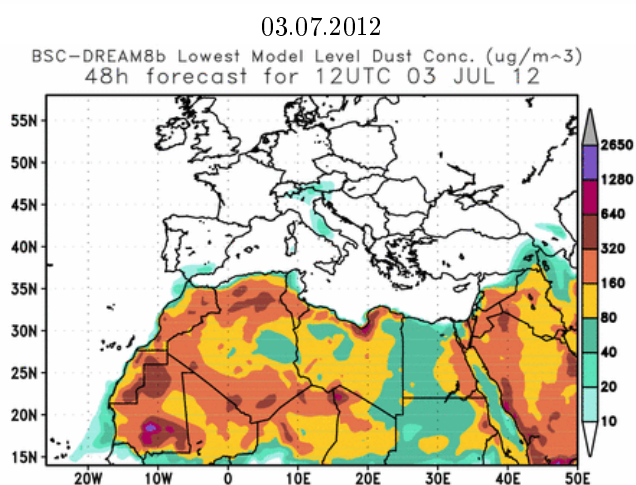 03.07.2012
BSC-DREAM8b Lowest Model Level Dust Conc. (ug/m^3)
48h forecast for 12UTC 03 JUL 12
55N
50N
45N
40N
35N
30N
25N
20N
15N
20W 10W 0 10E 20E 30E 40E 50E
2650
1280
640
320
160
80
40
20
10